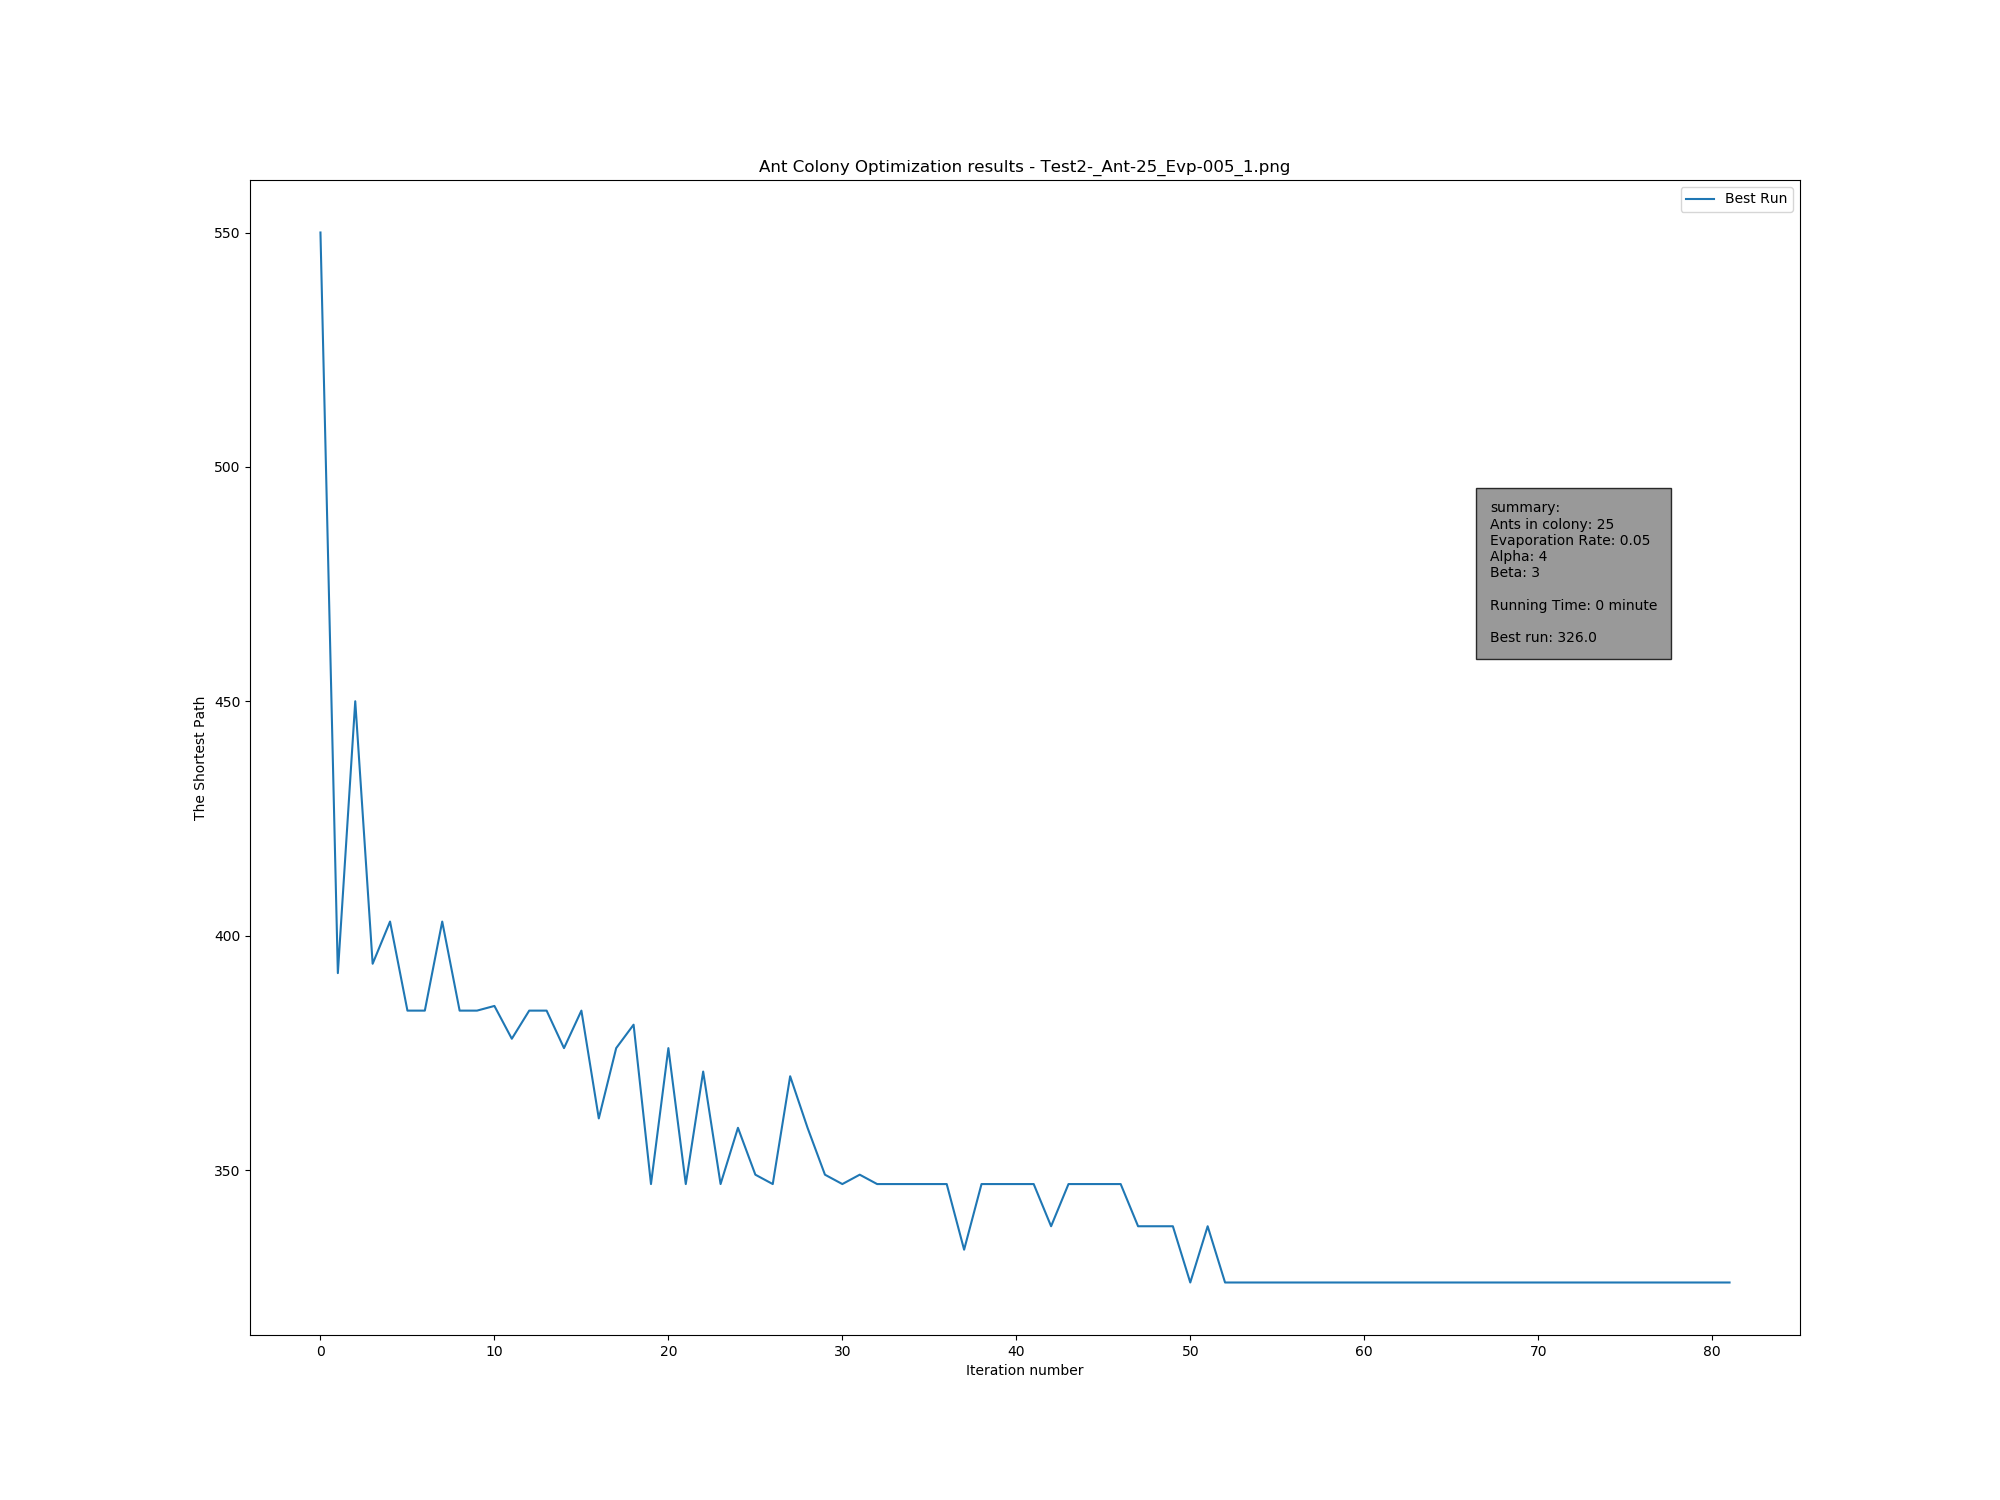 Ant Colony Optimization results - Test2-_Ant-25_Evp-005_1.png
Best Run
550
500
450
400
350
The Shortest Path
summary:
Ants in colony: 25
Evaporation Rate: 0.05
Alpha: 4
Beta: 3
Running Time: 0 minute
Best run: 326.0
0 10 20 30 40 50 60 70 80
Iteration number